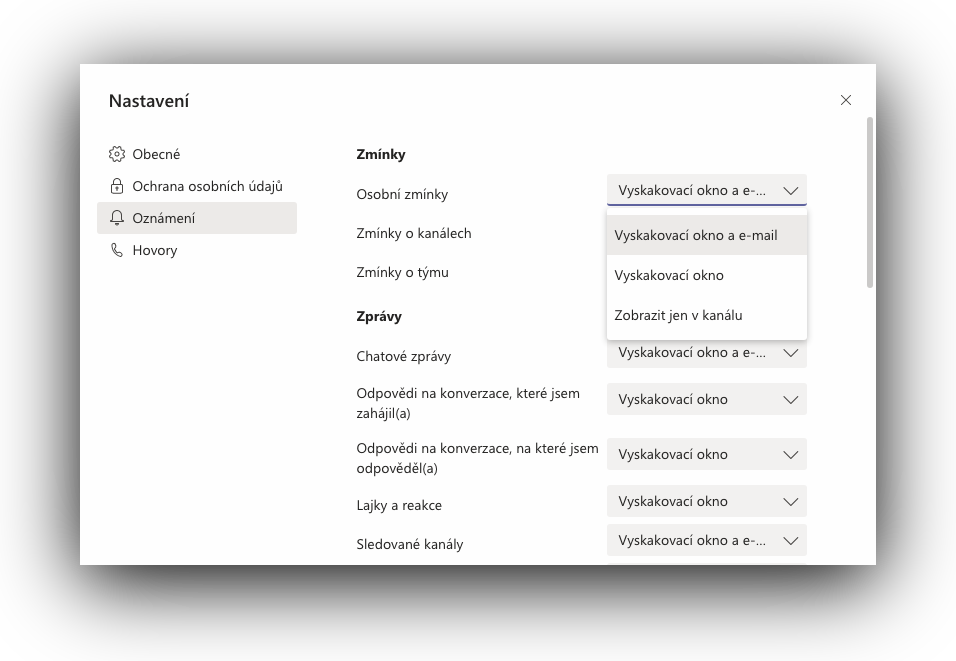 Nastavení
Obecné
Ochrana osobních údajů
Oznámení
Hovory
Zmínky
Osobní zmínky
Vyskakovací okno a e-...
Zmínky o kanálech
Vyskakovací okno a e-mail
Zmínky o týmu
Vyskakovací okno
Zobrazit jen v kanálu
Zprávy
Chatové zprávy
Vyskakovací okno a e-...
Odpovědi na konverzace, které jsem
zahájil(a)
Vyskakovací okno
Odpovědi na konverzace, na které jsem
odpověděl(a)
Vyskakovací okno
Lajky a reakce
Vyskakovací okno
Sledované kanály
Vyskakovací okno a e-...